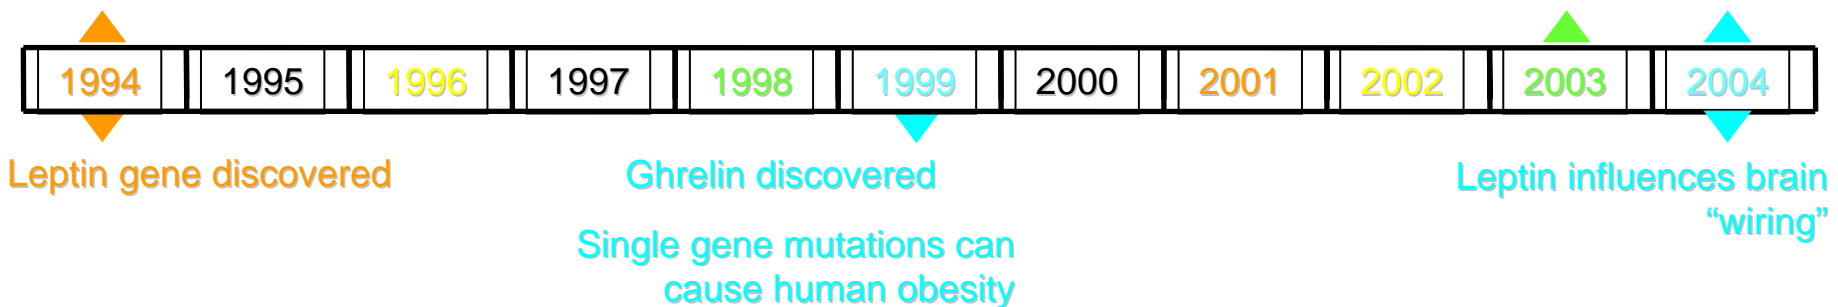 1994 1995 1996 1997 1998 1999 2000 2001 2002 2003 2004
Leptin gene discovered
Ghrelin discovered
Single gene mutations can
cause human obesity
Leptin influences brain
“wiring”